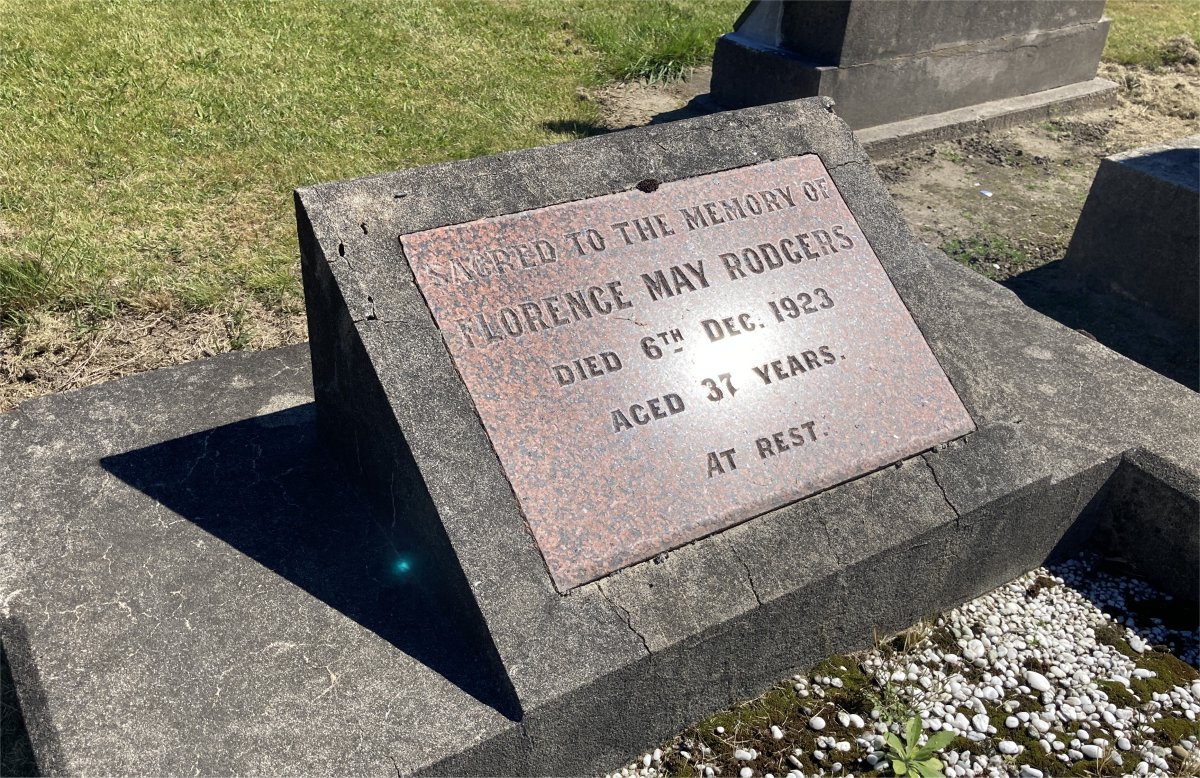 SACRED TO THE MEMORY OF
FLORENCE MAY RODGERS
DIED 6TH DEC. 1923
AGED 37 YEARS.
AT REST.